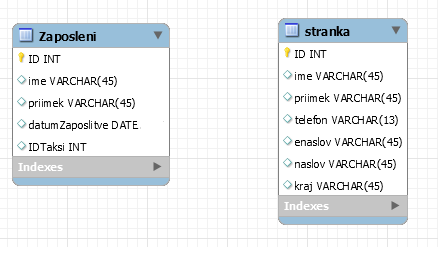 Zaposleni
ID INT
ime VARCHAR(45)
priimek VARCHAR(45)
datumZaposlitve DATE
IDTaksi INT
Indexes
stranka
ID INT
ime VARCHAR(45)
priimek VARCHAR(45)
telefon VARCHAR(13)
enaslov VARCHAR(45)
naslov VARCHAR(45)
kraj VARCHAR(45)
Indexes